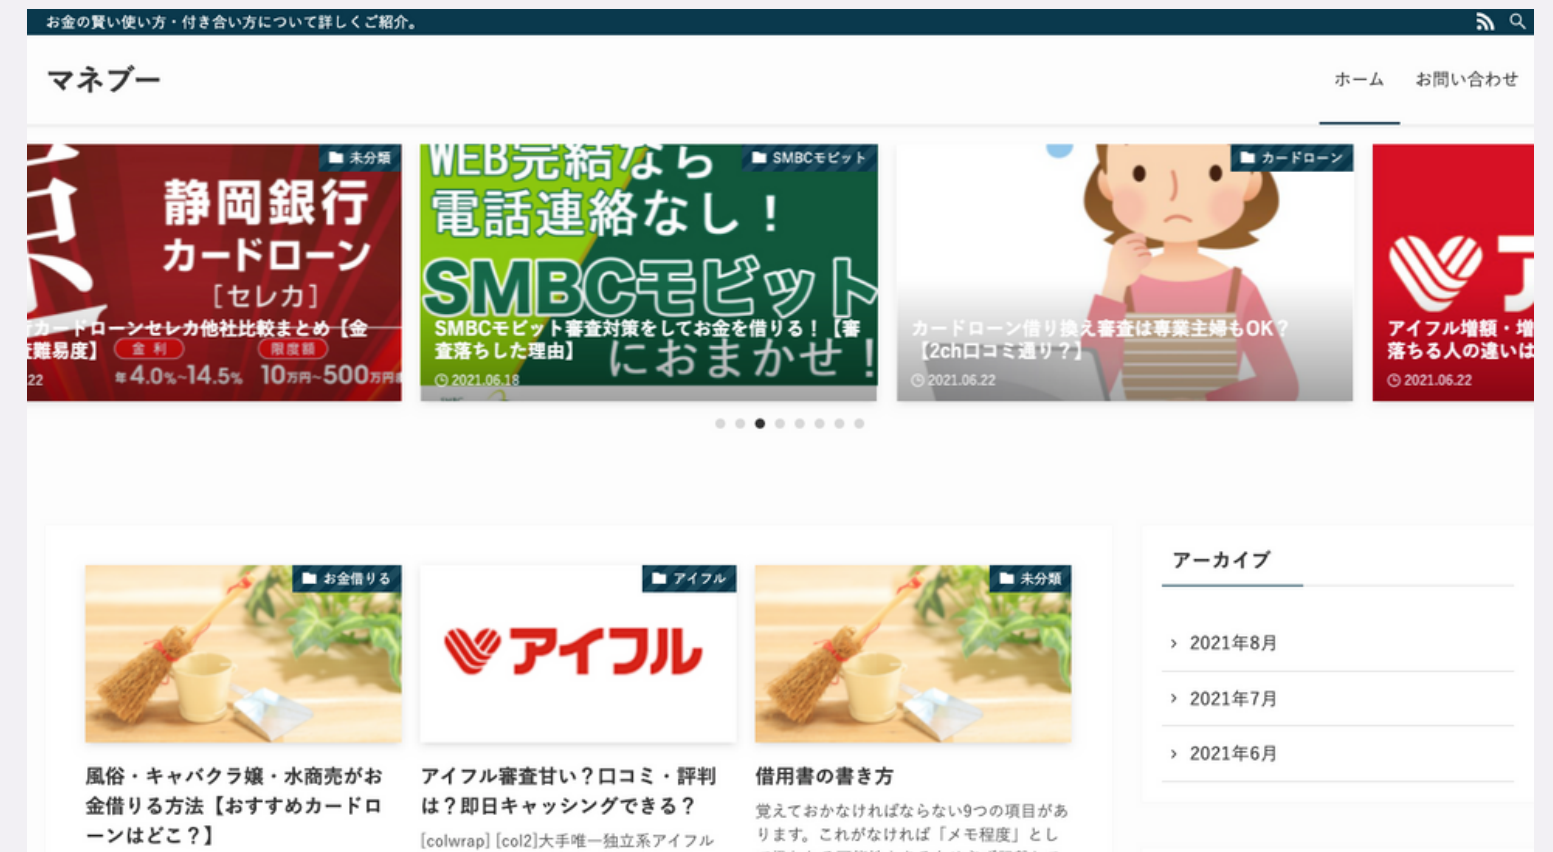 お金の賢い使い方・付き合い方について詳しくご紹介。
マネブー
ホーム
お問い合わせ
未分類
静岡銀行
カードローン
[セレカ]
カードローンセレカ他社比較まとめ【金
難易度】
金利
限度額
年4.0%~14.5%
10万円~500万円
22
SMBCモビット
WEB完結なら
電話連絡なし！
SMBCモビット
におまかせ！
SMBCモビット審査対策をしてお金を借りる！【審
査落ちした理由】
2021.06.18
カードローン
カードローン借り換え審査は専業主婦もOK？
【2ch口コミ通り？】
2021.06.22
アイフル増額・増
落ちる人の違いは
2021.06.22
お金借りる
風俗・キャバクラ嬢・水商売がお
金借りる方法【おすすめカードロ
ーンはどこ？】
アイフル
アイフル
アイフル審査甘い？口コミ・評判
は？即日キャッシングできる？
[colwrap] [col2]大手唯一独立系アイフル
未分類
借用書の書き方
覚えておかなければならない9つの項目があ
ります。これがなければ「メモ程度」とし
アーカイブ
2021年8月
2021年7月
2021年6月